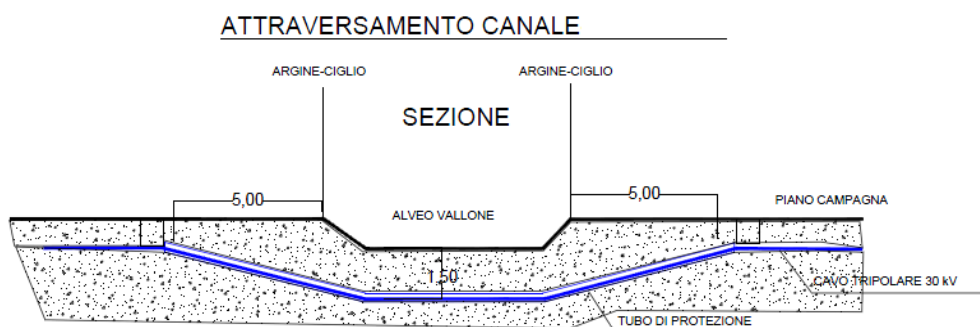 ATTRAVERSAMENTO CANALE
ARGINE-CIGLIO
ARGINE-CIGLIO
SEZIONE
5,00
5,00
PIANO CAMPAGNA
ALVEO VALLONE
1,50
CAVO TRIPOLARE 30 kV
TUBO DI PROTEZIONE